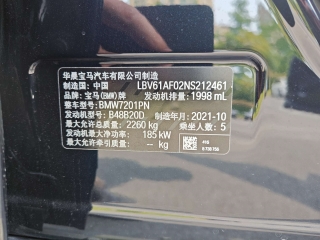 华晨宝马汽车有限公司制造
制造国：中国 LBV61AF02NS212461
品牌：宝马(BMW)牌 发动机排量：1998 mL
整车型号：BMW7201PN
发动机型号：B48B20D 制造年月：2021-10
最大允许总质量：2260 kg 乘坐人数：5
发动机最大净功率：185 kW
最大允许牵引质量：-- kg